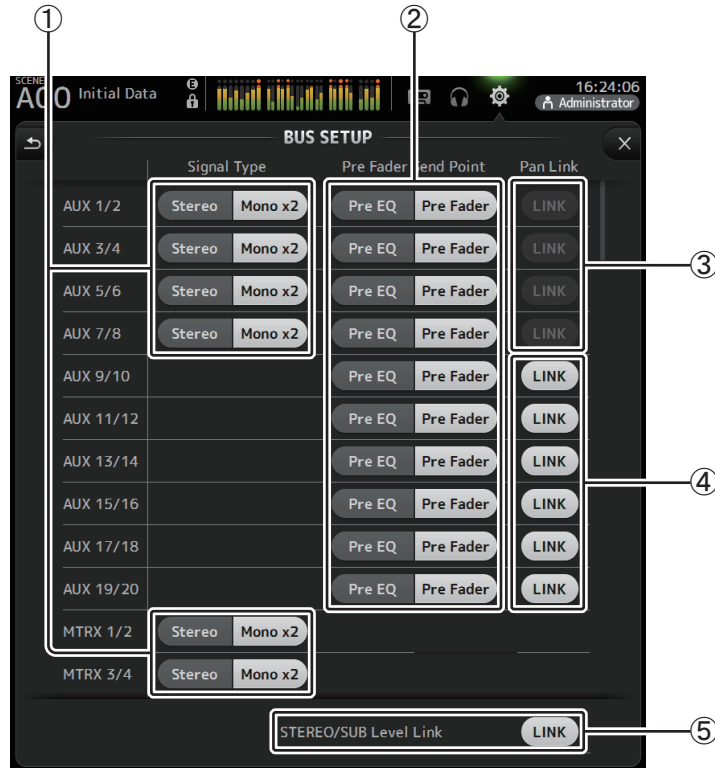 ① ②
SCENE
A00 Initial Data E 16:24:06
Administrator
BUS SETUP
Signal Type Pre Fader Send Point Pan Link
AUX 1/2 Stereo Mono x2 Pre EQ Pre Fader LINK
AUX 3/4 Stereo Mono x2 Pre EQ Pre Fader LINK
③
AUX 5/6 Stereo Mono x2 Pre EQ Pre Fader LINK
AUX 7/8 Stereo Mono x2 Pre EQ Pre Fader LINK
AUX 9/10 Pre EQ Pre Fader LINK
AUX 11/12 Pre EQ Pre Fader LINK
AUX 13/14 Pre EQ Pre Fader LINK
④
AUX 15/16 Pre EQ Pre Fader LINK
AUX 17/18 Pre EQ Pre Fader LINK
AUX 19/20 Pre EQ Pre Fader LINK
MTRX 1/2 Stereo Mono x2
MTRX 3/4 Stereo Mono x2
STEREO/SUB Level Link LINK ⑤